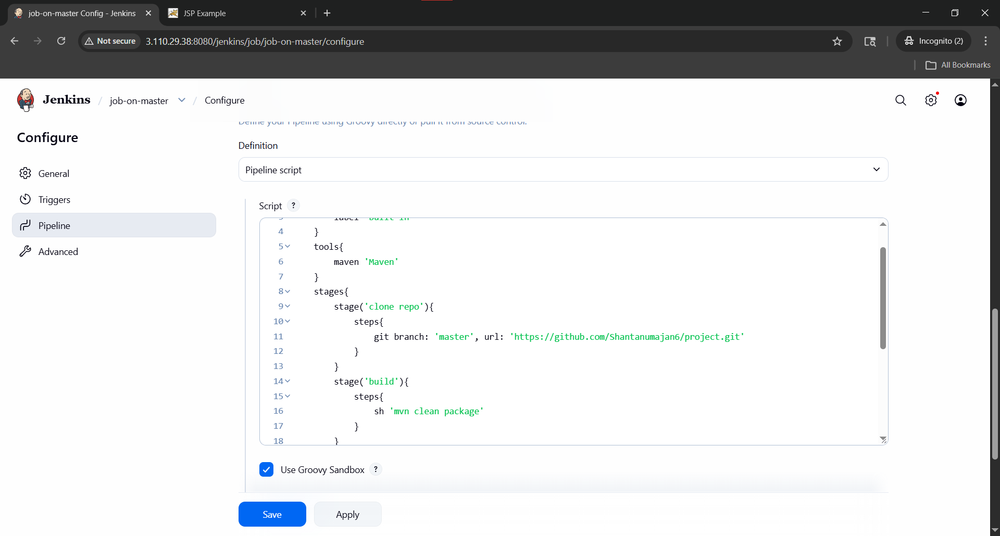 job-on-master Config - Jenkins
JSP Example
Not secure
3.110.29.38:8080/jenkins/job/job-on-master/configure
Incognito (2)
All Bookmarks
Jenkins / job-on-master / Configure
Configure
General
Triggers
Pipeline
Advanced
Define your Pipeline using Groovy directly or pull it from source control.
Definition
Pipeline script
Script ?
3 label 'built-in'
4 }
5 tools{
6 maven 'Maven'
7 }
8 stages{
9 stage('clone repo'){
10 steps{
11 git branch: 'master', url: 'https://github.com/Shantanumajan6/project.git'
12 }
13 }
14 stage('build'){
15 steps{
16 sh 'mvn clean package'
17 }
18 }
Use Groovy Sandbox ?
Save
Apply